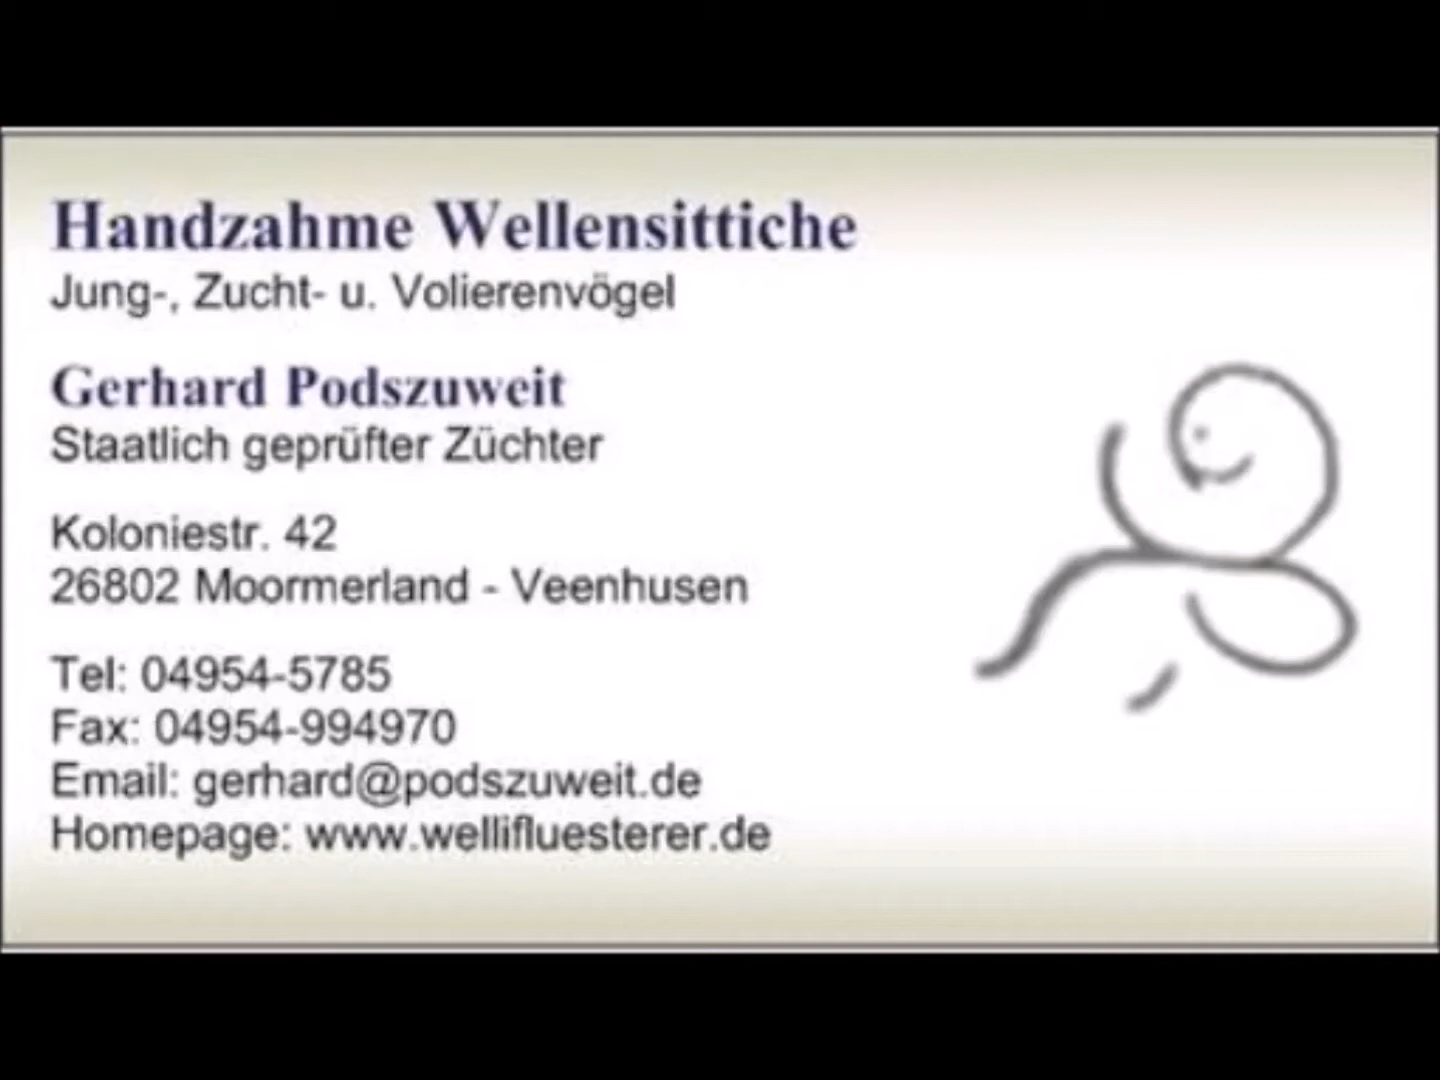 Handzahme Wellensittiche
Jung-, Zucht- u. Volierenvögel
Gerhard Podszuweit
Staatlich geprüfter Züchter
Koloniestr. 42
26802 Moormerland - Veenhusen
Tel: 04954-5785
Fax: 04954-994970
Email: gerhard@podszuweit.de
Homepage: www.wellifluesterer.de